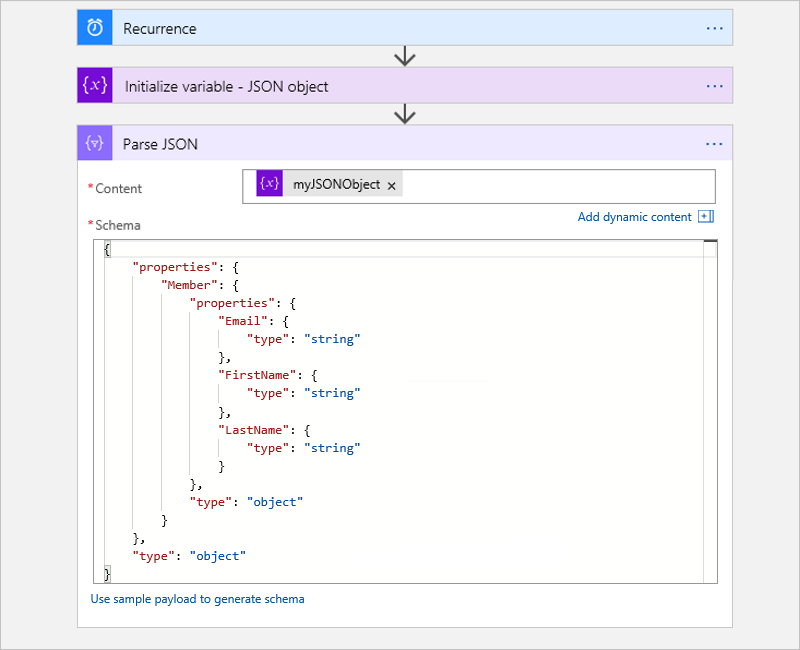 Recurrence ...
{x} Initialize variable - JSON object ...
Parse JSON ...
*Content {x} myJSONObject ×
Add dynamic content
*Schema
{
    "properties": {
        "Member": {
            "properties": {
                "Email": {
                    "type": "string"
                },
                "FirstName": {
                    "type": "string"
                },
                "LastName": {
                    "type": "string"
                }
            },
            "type": "object"
        }
    },
    "type": "object"
}
Use sample payload to generate schema